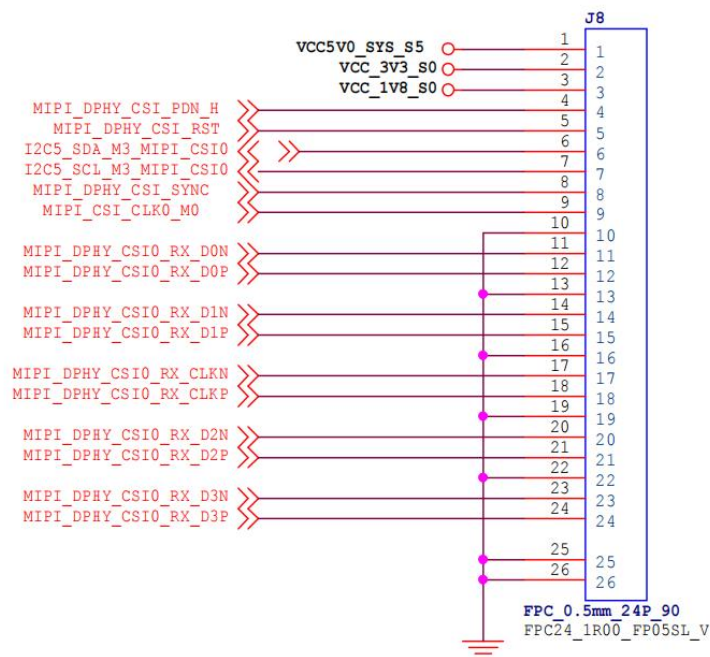 J8
VCC5V0_SYS_S5 1 1
VCC_3V3_S0 2 2
VCC_1V8_S0 3 3
MIPI_DPHY_CSI_PDN_H 4 4
MIPI_DPHY_CSI_RST 5 5
I2C5_SDA_M3_MIPI_CSI0 6 6
I2C5_SCL_M3_MIPI_CSI0 7 7
MIPI_DPHY_CSI_SYNC 8 8
MIPI_CSI_CLK0_M0 9 9
10 10
MIPI_DPHY_CSI0_RX_D0N 11 11
MIPI_DPHY_CSI0_RX_D0P 12 12
13 13
MIPI_DPHY_CSI0_RX_D1N 14 14
MIPI_DPHY_CSI0_RX_D1P 15 15
16 16
MIPI_DPHY_CSI0_RX_CLKN 17 17
MIPI_DPHY_CSI0_RX_CLKP 18 18
19 19
MIPI_DPHY_CSI0_RX_D2N 20 20
MIPI_DPHY_CSI0_RX_D2P 21 21
22 22
MIPI_DPHY_CSI0_RX_D3N 23 23
MIPI_DPHY_CSI0_RX_D3P 24 24
25 25
26 26
FPC_0.5mm_24P_90
FPC24_1R00_FP05SL_V